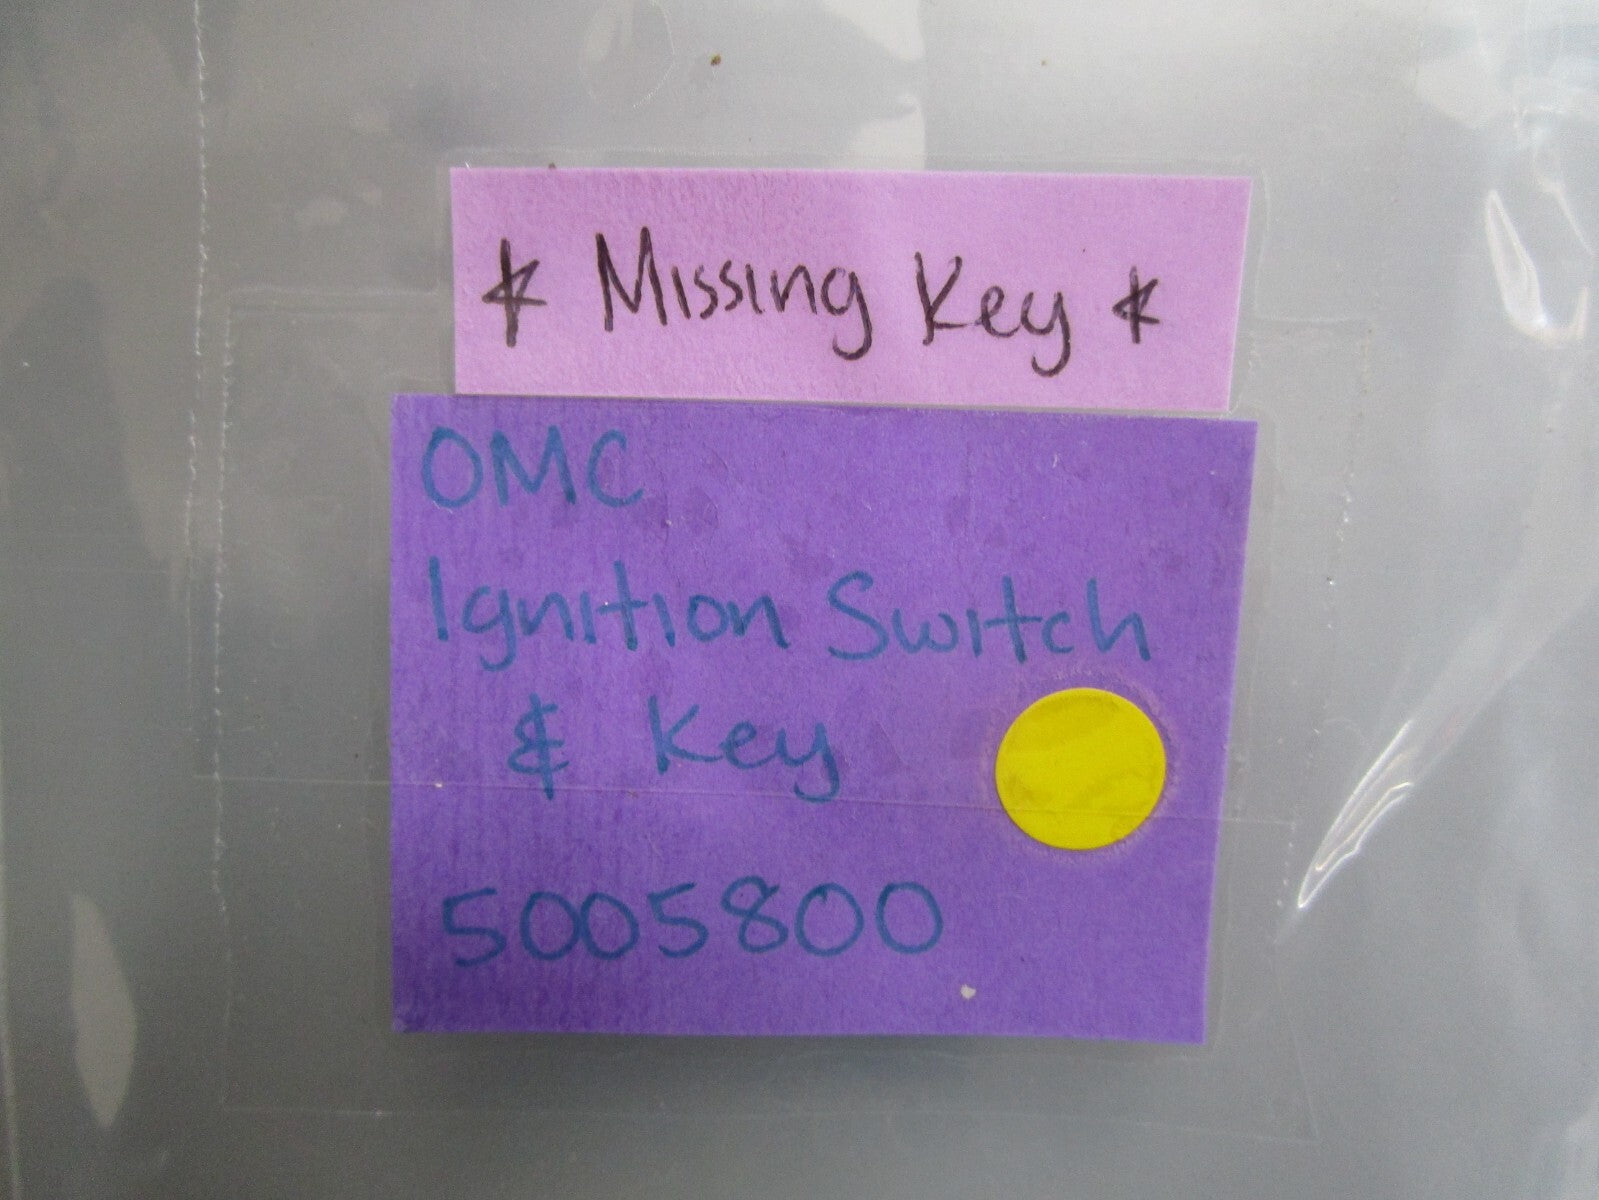 * Missing Key *
OMC
Ignition Switch
& Key
5005800